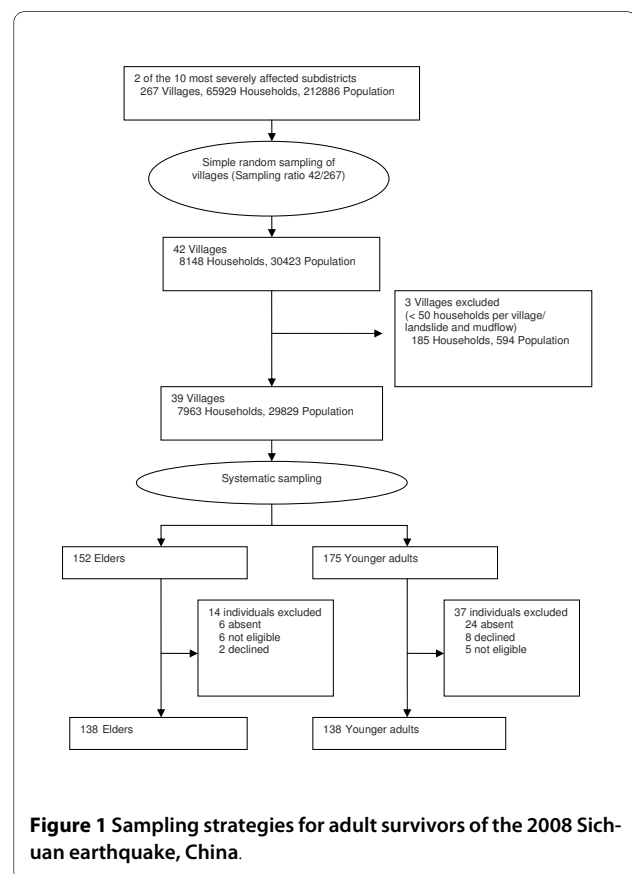 2 of the 10 most severely affected subdistricts
267 Villages, 65929 Households, 212886 Population
Simple random sampling of
villages (Sampling ratio 42/267)
42 Villages
8148 Households, 30423 Population
3 Villages excluded
(< 50 households per village/
landslide and mudflow)
185 Households, 594 Population
39 Villages
7963 Households, 29829 Population
Systematic sampling
152 Elders
175 Younger adults
14 individuals excluded
6 absent
6 not eligible
2 declined
37 individuals excluded
24 absent
8 declined
5 not eligible
138 Elders
138 Younger adults
Figure 1 Sampling strategies for adult survivors of the 2008 Sich-
uan earthquake, China.